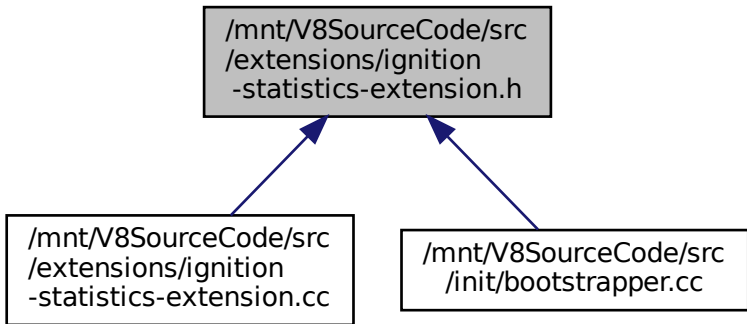 /mnt/V8SourceCode/src
/extensions/ignition
-statistics-extension.h
/mnt/V8SourceCode/src
/extensions/ignition
-statistics-extension.cc
/mnt/V8SourceCode/src
/init/bootstrapper.cc